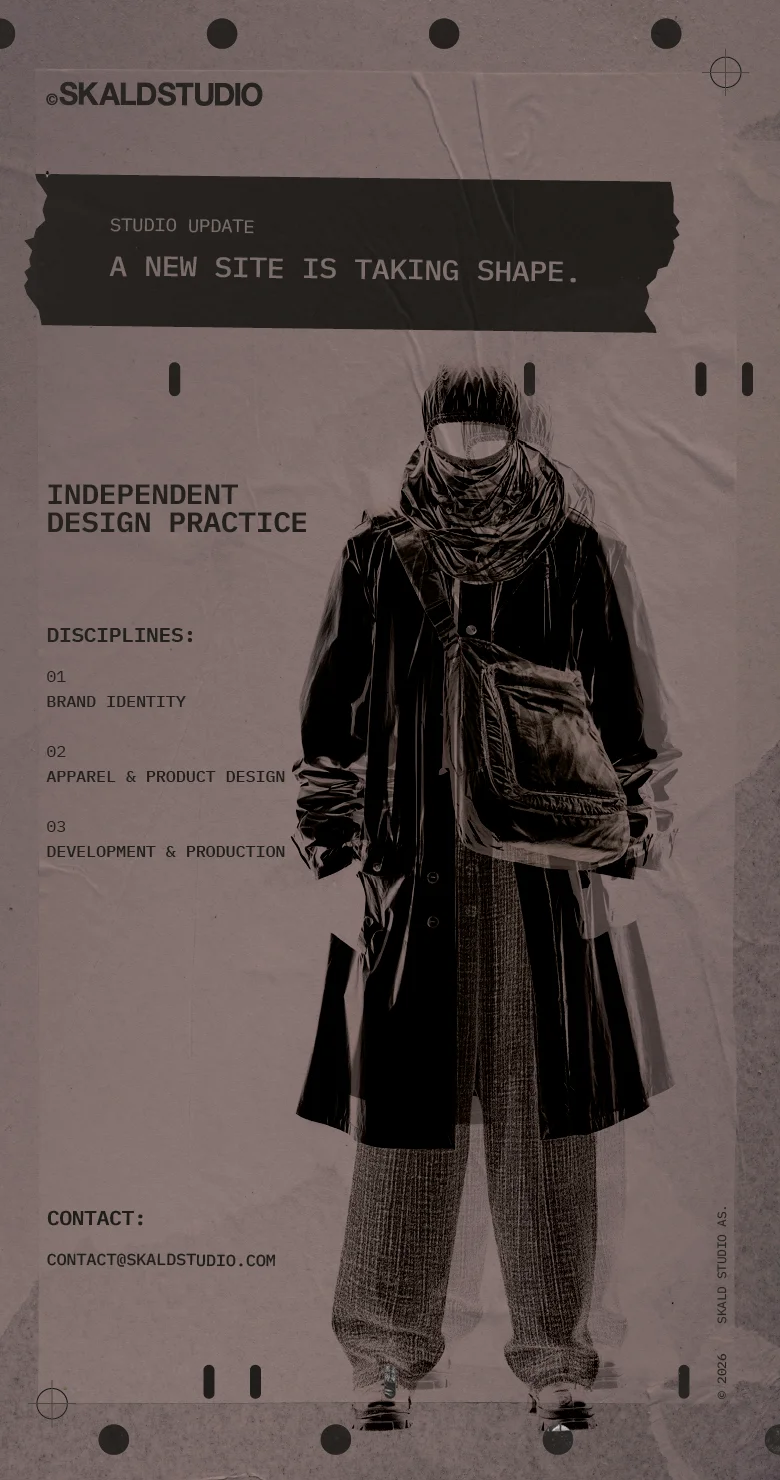 ©SKALDSTUDIO
STUDIO UPDATE
A NEW SITE IS TAKING SHAPE.
INDEPENDENT
DESIGN PRACTICE
DISCIPLINES:
01
BRAND IDENTITY
02
APPAREL & PRODUCT DESIGN
03
DEVELOPMENT & PRODUCTION
CONTACT:
CONTACT@SKALDSTUDIO.COM
© 2026 SKALD STUDIO AS.